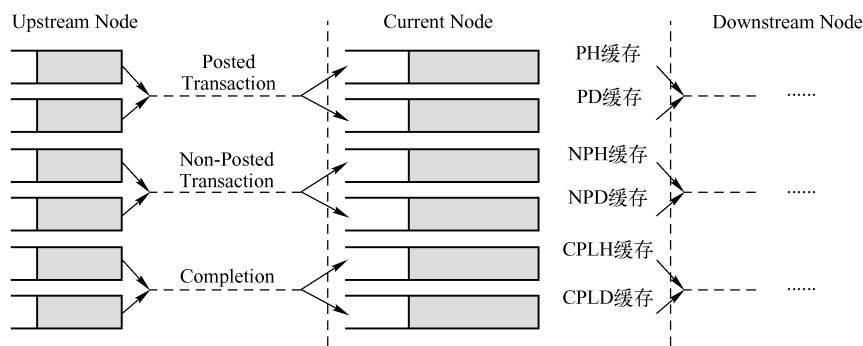 Upstream Node
Current Node
Downstream Node
Posted
Transaction
PH缓存
PD缓存
......
Non-Posted
Transaction
NPH缓存
NPD缓存
......
Completion
CPLH缓存
CPLD缓存
......